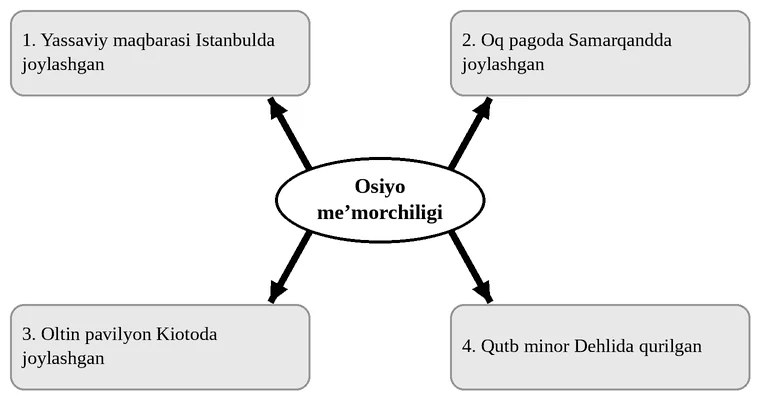 1. Yassaviy maqbarasi Istanbulda
joylashgan
2. Oq pagoda Samarqandda
joylashgan
Osiyo
me’morchiligi
3. Oltin pavilyon Kiotoda
joylashgan
4. Qutb minor Dehlida qurilgan